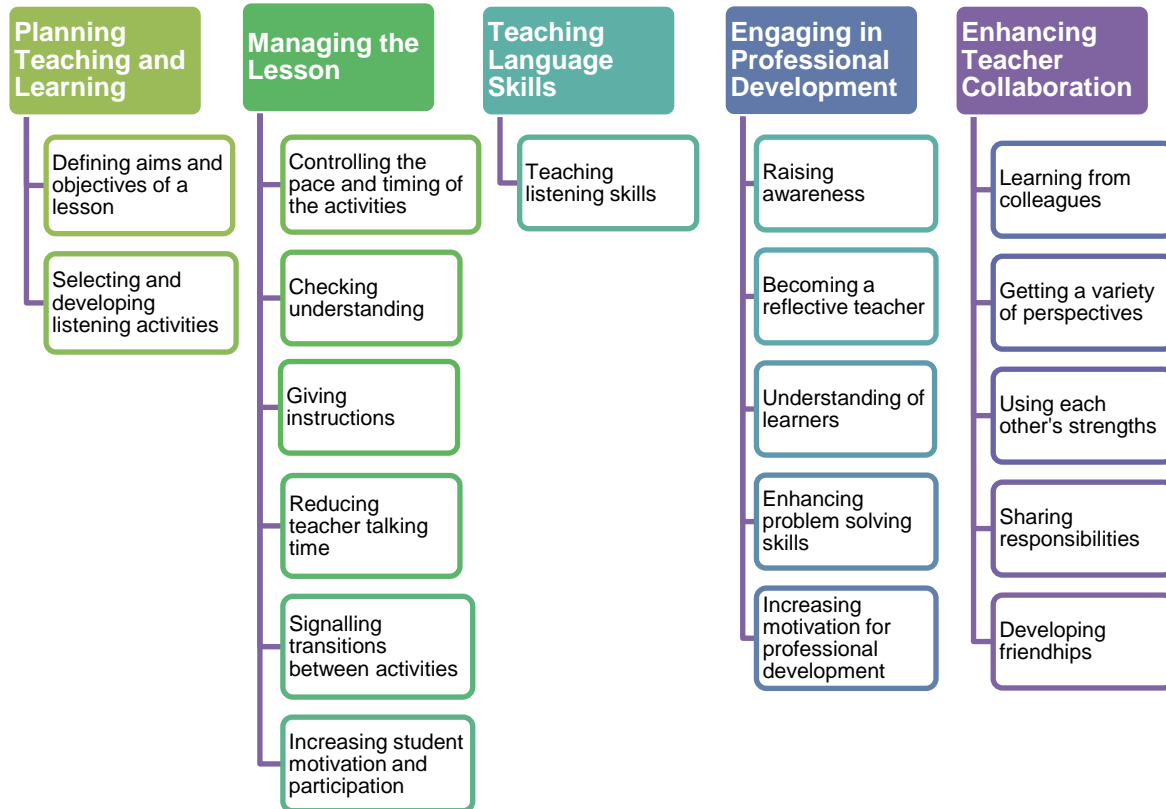 Planning
Teaching and
Learning
Defining aims and
objectives of a
lesson
Selecting and
developing
listening activities
Managing the
Lesson
Controlling the
pace and timing of
the activities
Checking
understanding
Giving
instructions
Reducing
teacher talking
time
Signalling
transitions
between activities
Increasing student
motivation and
participation
Teaching
Language
Skills
Teaching
listening skills
Engaging in
Professional
Development
Raising
awareness
Becoming a
reflective teacher
Understanding of
learners
Enhancing
problem solving
skills
Increasing
motivation for
professional
development
Enhancing
Teacher
Collaboration
Learning from
colleagues
Getting a variety
of perspectives
Using each
other's strengths
Sharing
responsibilities
Developing
friendhips